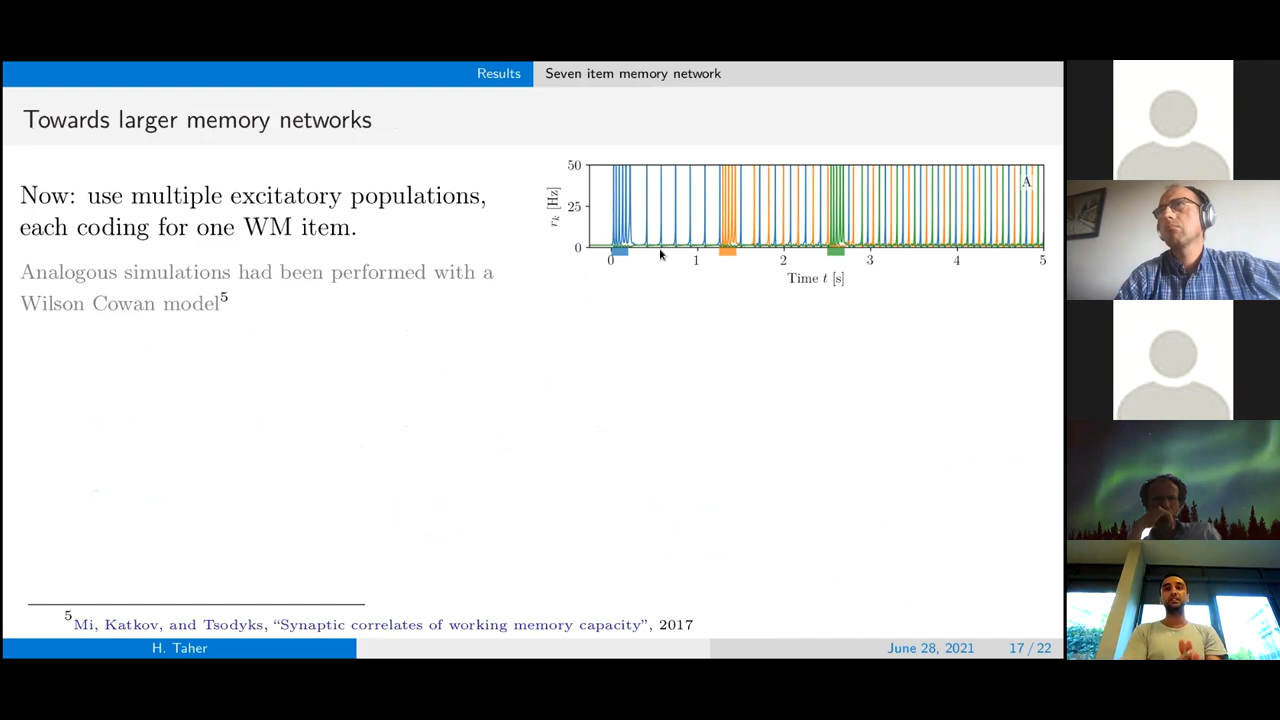 Results
Seven item memory network
Towards larger memory networks
Now: use multiple excitatory populations,
each coding for one WM item.
Analogous simulations had been performed with a
Wilson Cowan model⁵
50
25
0
r_k [Hz]
A
0 1 2 3 4 5
Time t [s]
⁵Mi, Katkov, and Tsodyks, “Synaptic correlates of working memory capacity”, 2017
H. Taher
June 28, 2021
17 / 22